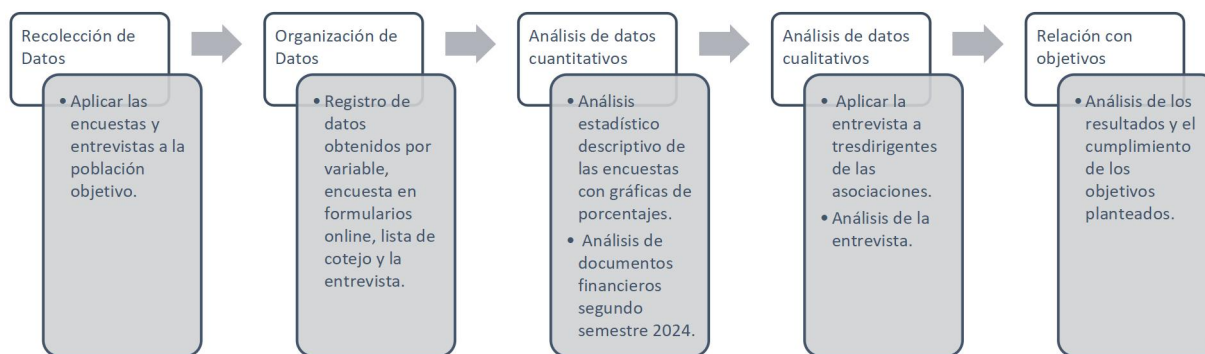 Recolección de
Datos
• Aplicar las
encuestas y
entrevistas a la
población
objetivo.
Organización de
Datos
• Registro de
datos
obtenidos por
variable,
encuesta en
formularios
online, lista de
cotejo y la
entrevista.
Análisis de datos
cuantitativos
• Análisis
estadístico
descriptivo de
las encuestas
con gráficas de
porcentajes.
• Análisis de
documentos
financieros
segundo
semestre 2024.
Análisis de datos
cualitativos
• Aplicar la
entrevista a
tresdirigentes
de las
asociaciones.
• Análisis de la
entrevista.
Relación con
objetivos
• Análisis de los
resultados y el
cumplimiento
de los
objetivos
planteados.